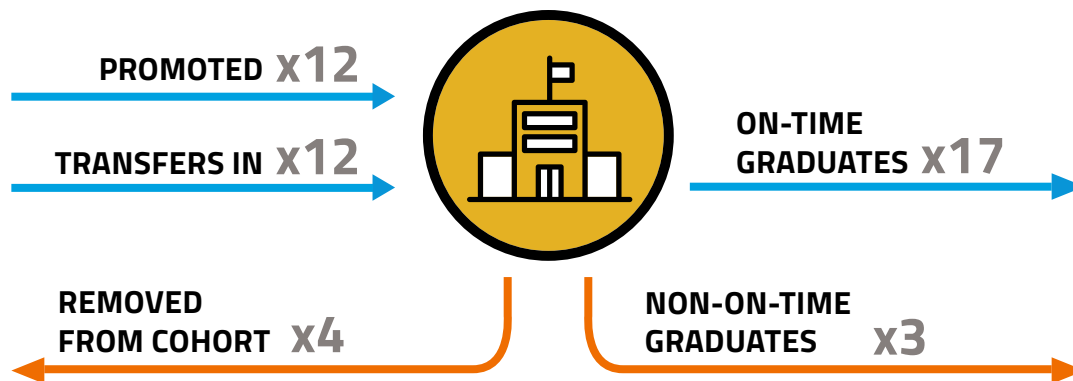 PROMOTED x12
TRANSFERS IN x12
ON-TIME
GRADUATES x17
REMOVED
FROM COHORT x4
NON-ON-TIME
GRADUATES x3